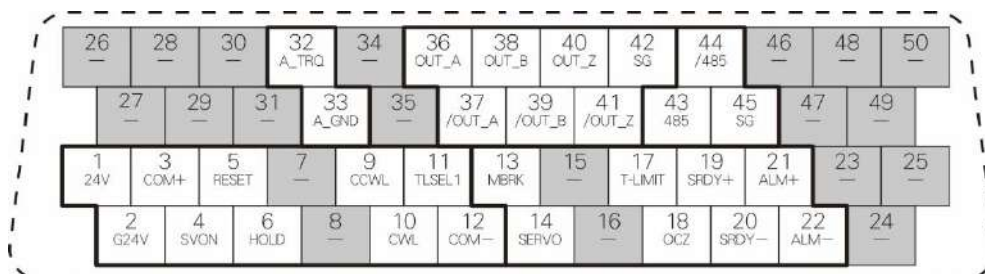 26 28 30 32 34 36 38 40 42 44 46 48 50
— — — A_TRQ — OUT_A OUT_B OUT_Z SG /485 — — —
27 29 31 33 35 37 39 41 43 45 47 49
— — — A_GND — /OUT_A /OUT_B /OUT_Z 485 SG — —
1 3 5 7 9 11 13 15 17 19 21 23 25
24V COM+ RESET — CCWL TLSEL1 MBRK — T-LIMIT SRDY+ ALM+ — —
2 4 6 8 10 12 14 16 18 20 22 24
G24V SVON HOLD — CWL COM— SERVO — OCZ SRDY— ALM— —